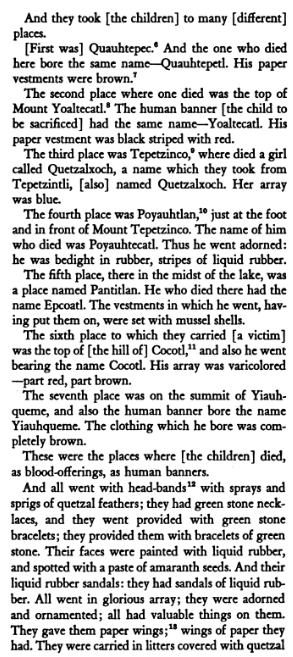 And they took [the children] to many [different]
places.
[First was] Quauhtepec.⁶ And the one who died
here bore the same name—Quauhtepetl. His paper
vestments were brown.⁷
The second place where one died was the top of
Mount Yoaltecatl.⁸ The human banner [the child to
be sacrificed] had the same name—Yoaltecatl. His
paper vestment was black striped with red.
The third place was Tepetzinco,⁹ where died a girl
called Quetzalxoch, a name which they took from
Tepetzintli, [also] named Quetzalxoch. Her array
was blue.
The fourth place was Poyauhtlan,¹⁰ just at the foot
and in front of Mount Tepetzinco. The name of him
who died was Poyauhtecatl. Thus he went adorned:
he was bedight in rubber, stripes of liquid rubber.
The fifth place, there in the midst of the lake, was
a place named Pantitlan. He who died there had the
name Epcoatl. The vestments in which he went, hav-
ing put them on, were set with mussel shells.
The sixth place to which they carried [a victim]
was the top of [the hill of] Cocotl,¹¹ and also he went
bearing the name Cocotl. His array was varicolored
—part red, part brown.
The seventh place was on the summit of Yiauh-
queme, and also the human banner bore the name
Yiauhqueme. The clothing which he bore was com-
pletely brown.
These were the places where [the children] died,
as blood-offerings, as human banners.
And all went with head-bands¹² with sprays and
sprigs of quetzal feathers; they had green stone neck-
laces, and they went provided with green stone
bracelets; they provided them with bracelets of green
stone. Their faces were painted with liquid rubber,
and spotted with a paste of amaranth seeds. And their
liquid rubber sandals: they had sandals of liquid rub-
ber. All went in glorious array; they were adorned
and ornamented; all had valuable things on them.
They gave them paper wings;¹³ wings of paper they
had. They were carried in litters covered with quetzal